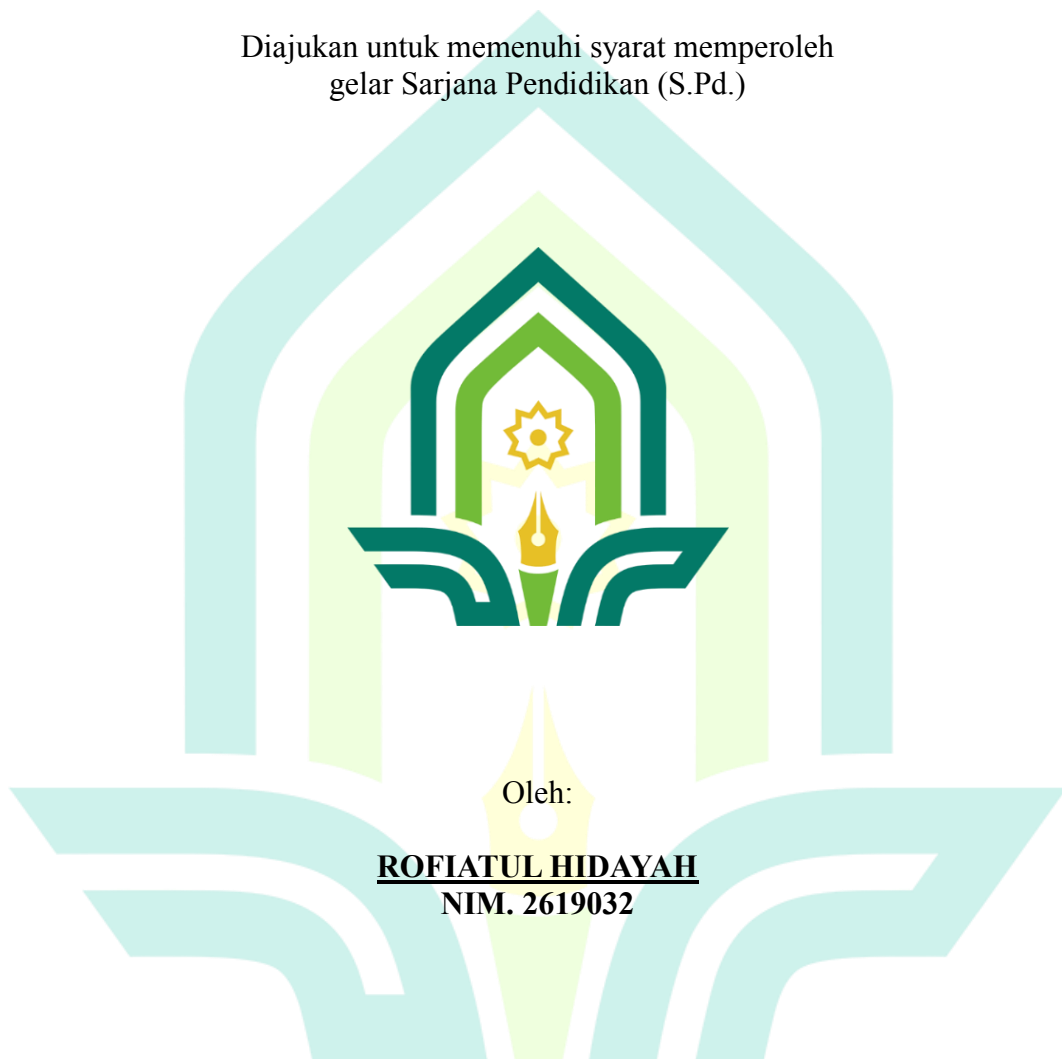 Diajukan untuk memenuhi syarat memperoleh
gelar Sarjana Pendidikan (S.Pd.)
Oleh:
ROFIATUL HIDAYAH
NIM. 2619032